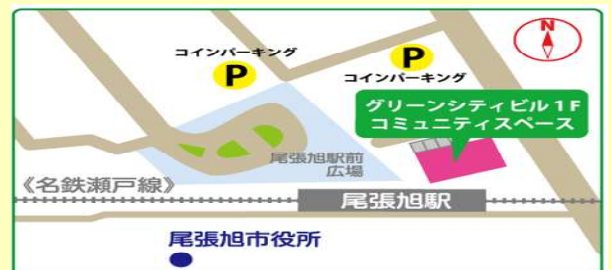 コインパーキング
P
P
コインパーキング
N
グリーンシティビル1F
コミュニティスペース
尾張旭駅前
広場
《名鉄瀬戸線》
尾張旭駅
尾張旭市役所